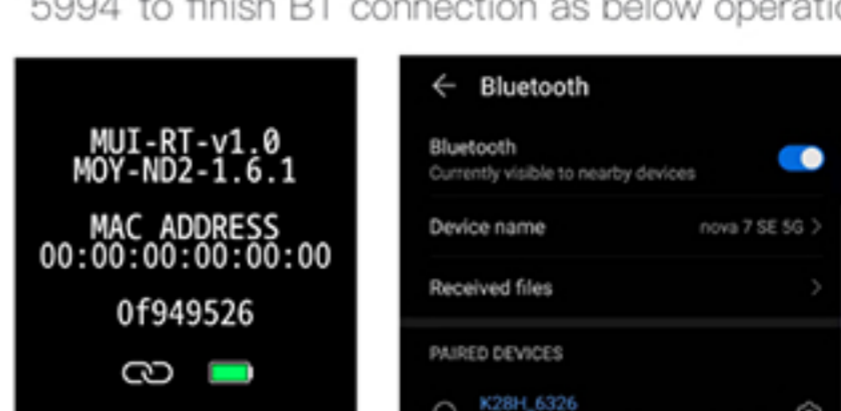 5994 to finish BT connection as below operatio
MUI-RT-v1.0
MOY-ND2-1.6.1
MAC ADDRESS
00:00:00:00:00:00
0f949526
Bluetooth
Bluetooth
Currently visible to nearby devices
Device name
nova 7 SE 5G >
Received files
>
PAIRED DEVICES
K28H_6326